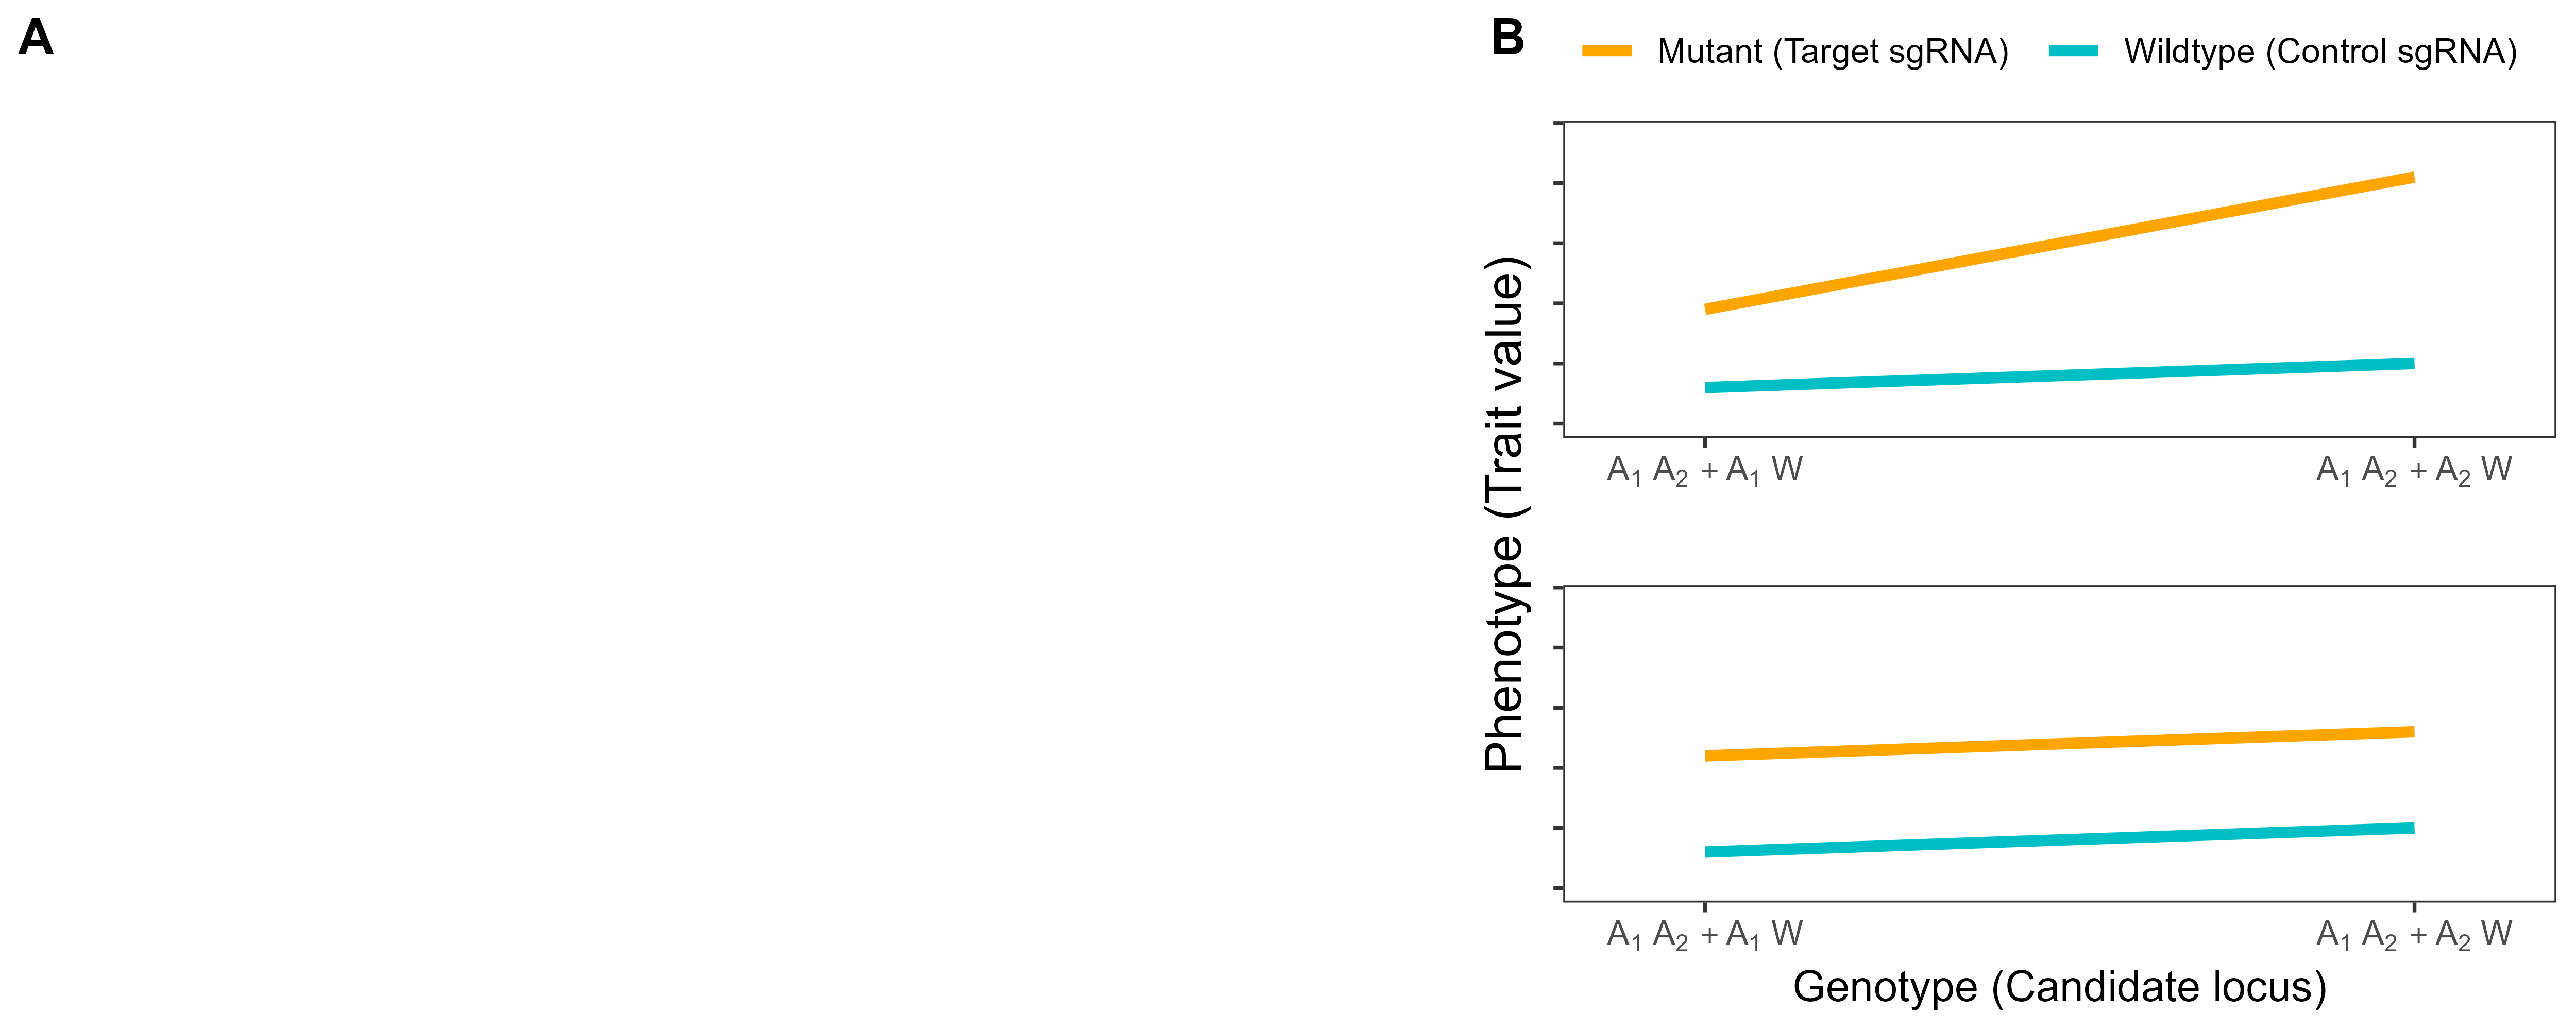 A
B
Mutant (Target sgRNA) Wildtype (Control sgRNA)
Phenotype (Trait value)
A₁ A₂ + A₁ W A₁ A₂ + A₂ W
A₁ A₂ + A₁ W A₁ A₂ + A₂ W
Genotype (Candidate locus)